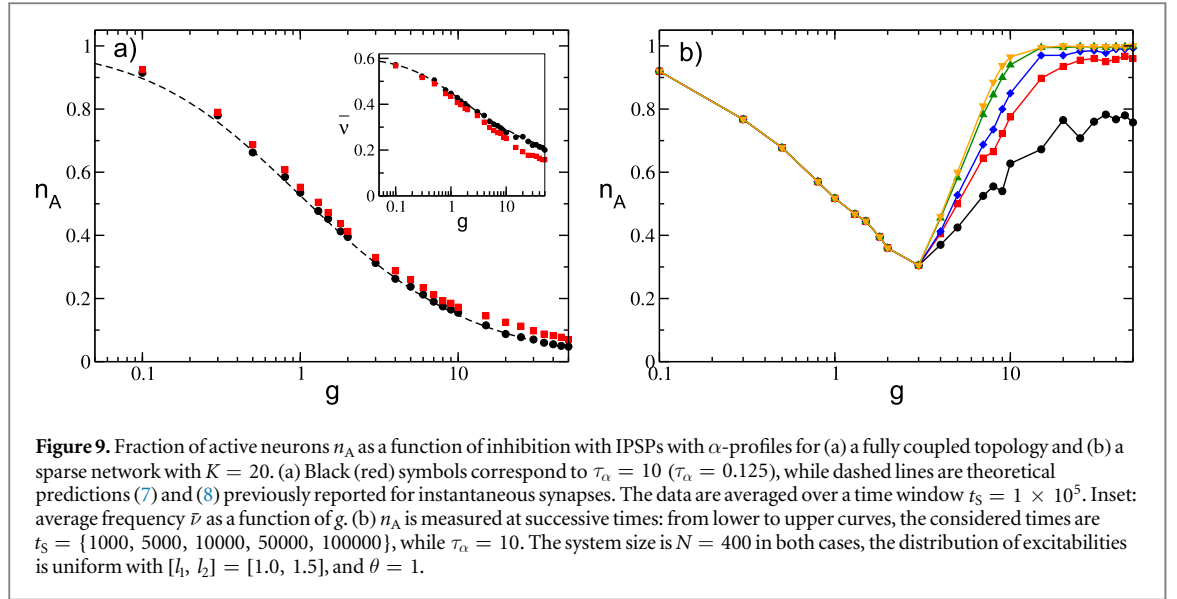 a)
1
0.8
0.6
n_A
0.4
0.2
0
0.1
1
10
g
0.6
0.4
ν̄
0.2
0
0.1
1
10
g
b)
1
0.8
0.6
n_A
0.4
0.2
0
0.1
1
10
g
Figure 9. Fraction of active neurons n_A as a function of inhibition with IPSPs with α-profiles for (a) a fully coupled topology and (b) a
sparse network with K = 20. (a) Black (red) symbols correspond to τ_α = 10 (τ_α = 0.125), while dashed lines are theoretical
predictions (7) and (8) previously reported for instantaneous synapses. The data are averaged over a time window t_S = 1 × 10⁵. Inset:
average frequency ν̄ as a function of g. (b) n_A is measured at successive times: from lower to upper curves, the considered times are
t_S = {1000, 5000, 10000, 50000, 100000}, while τ_α = 10. The system size is N = 400 in both cases, the distribution of excitabilities
is uniform with [l₁, l₂] = [1.0, 1.5], and θ = 1.